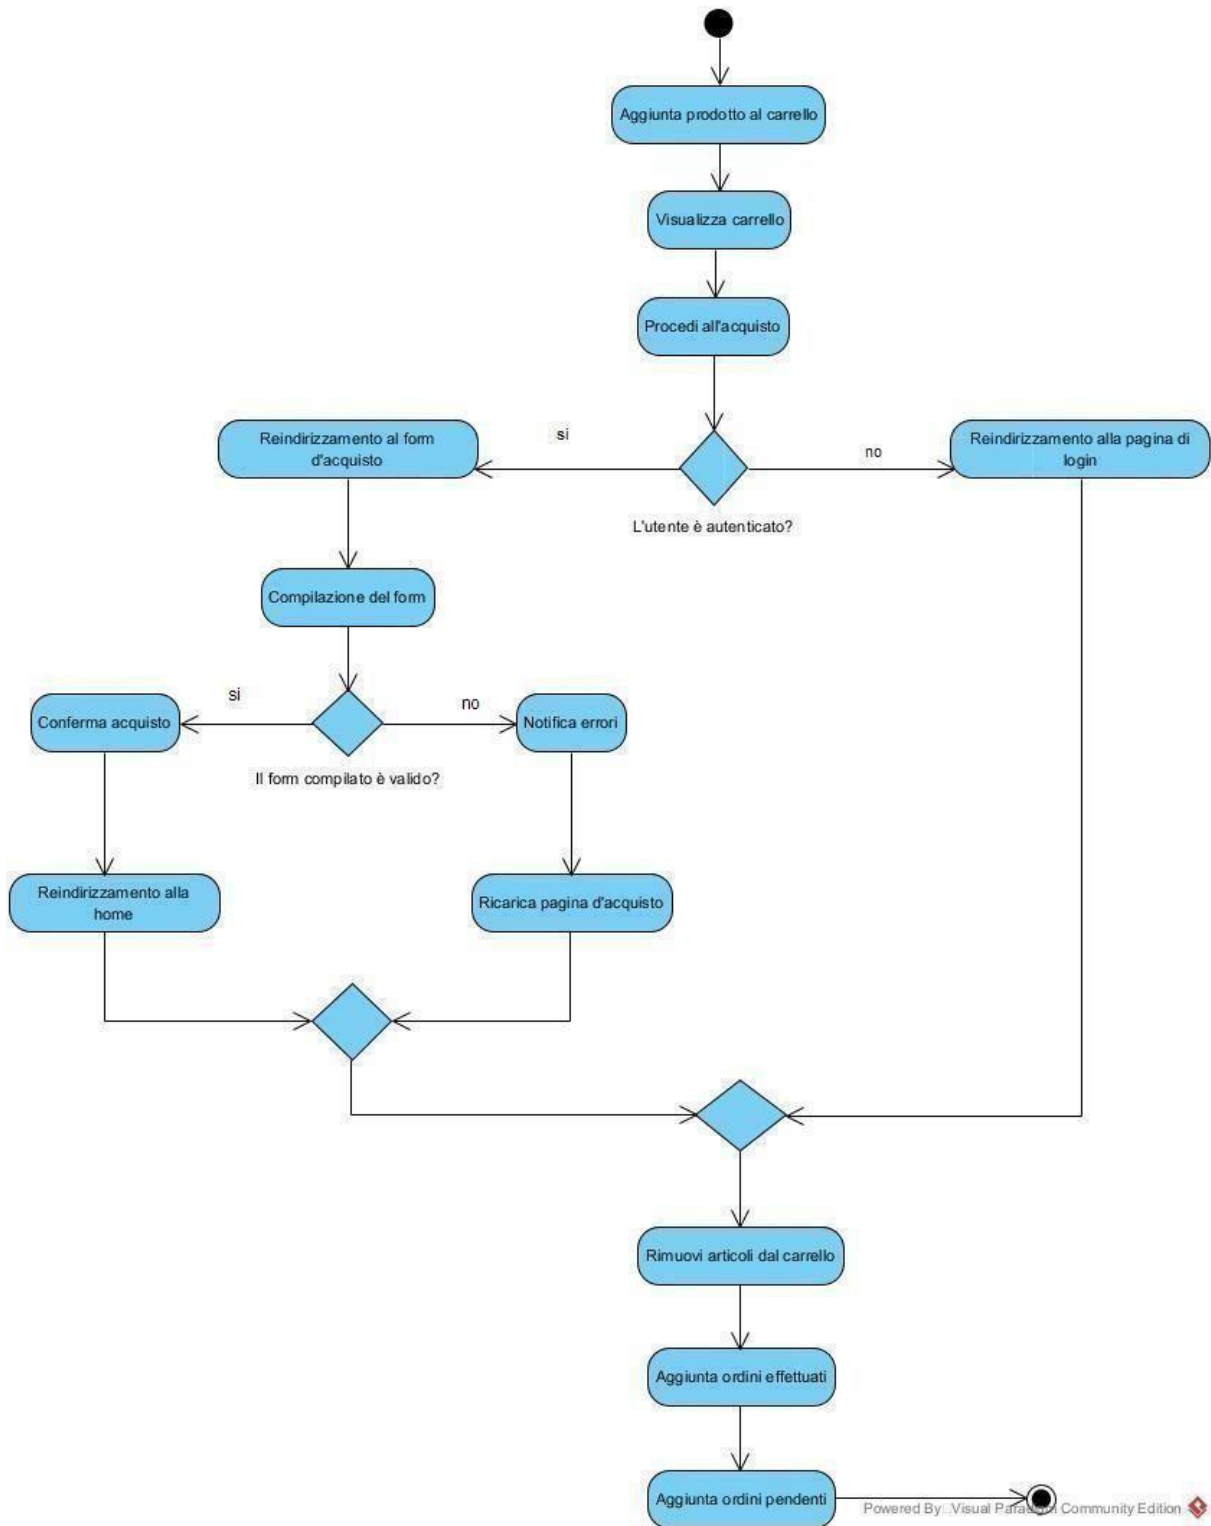 Aggiunta prodotto al carrello
Visualizza carrello
Procedi all'acquisto
si
no
Reindirizzamento al form
d'acquisto
Reindirizzamento alla pagina di
login
L'utente è autenticato?
Compilazione del form
si
no
Conferma acquisto
Notifica errori
Il form compilato è valido?
Reindirizzamento alla
home
Ricarica pagina d'acquisto
Rimuovi articoli dal carrello
Aggiunta ordini effettuati
Aggiunta ordini pendenti
Powered By Visual Paradigm Community Edition